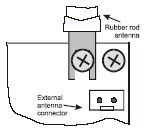 Rubber rod
antenna
External
antenna
connector